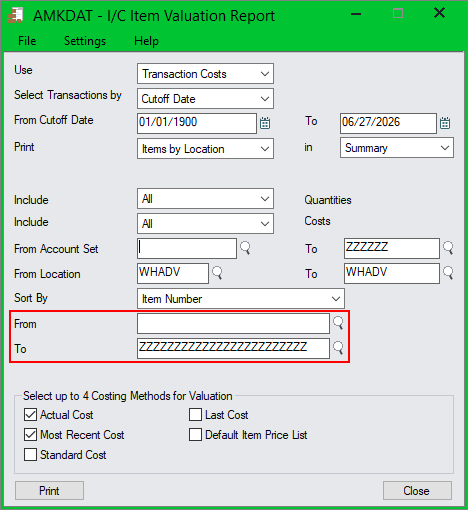 AMKDAT - I/C Item Valuation Report
File Settings Help
Use Transaction Costs
Select Transactions by Cutoff Date
From Cutoff Date 01/01/1900 To 06/27/2026
Print Items by Location in Summary
Include All Quantities
Include All Costs
From Account Set To ZZZZZZ
From Location WHADV To WHADV
Sort By Item Number
From
To ZZZZZZZZZZZZZZZZZZZZZZZZ
Select up to 4 Costing Methods for Valuation
Actual Cost Last Cost
Most Recent Cost Default Item Price List
Standard Cost
Print Close